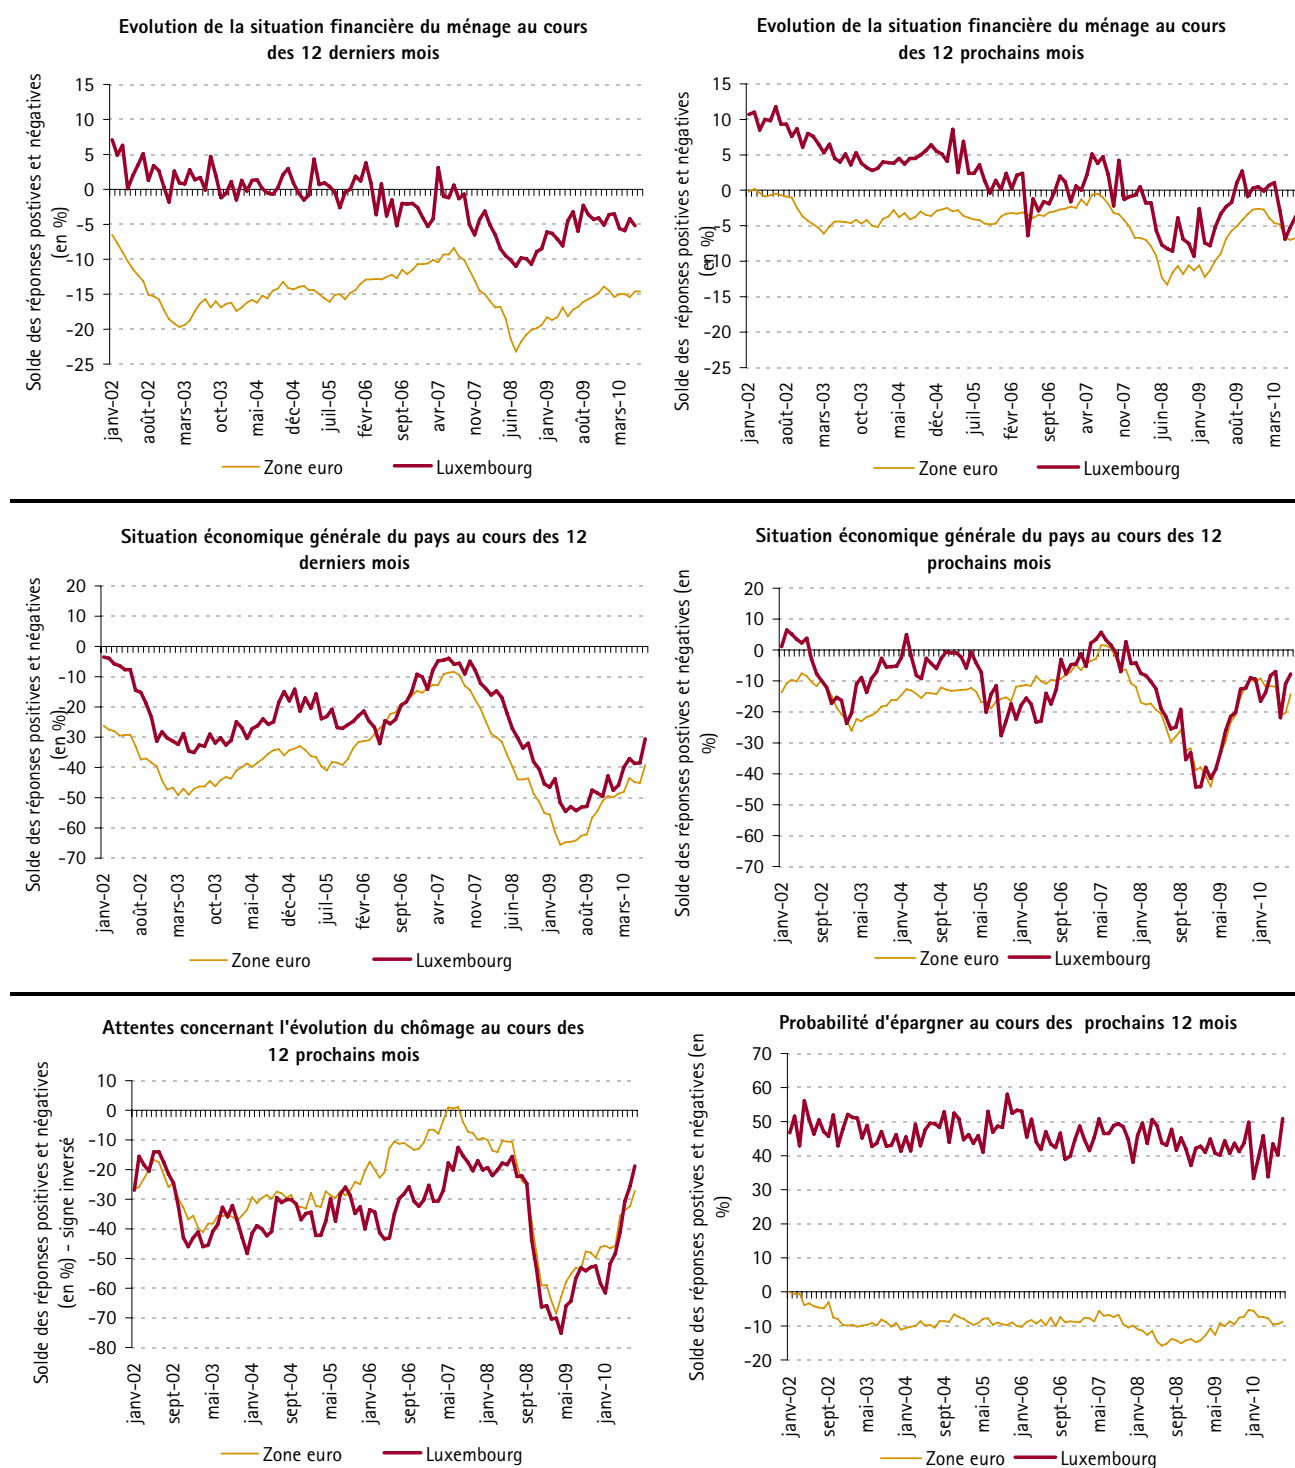 Evolution de la situation financière du ménage au cours
des 12 derniers mois
Solde des réponses positives et négatives
(en %)
15
10
5
0
-5
-10
-15
-20
-25
janv-02
août-02
mars-03
oct-03
mai-04
déc-04
juil-05
févr-06
sept-06
avr-07
nov-07
juin-08
janv-09
août-09
mars-10
Zone euro
Luxembourg
Evolution de la situation financière du ménage au cours
des 12 prochains mois
Solde des réponses positives et négatives
(en %)
15
10
5
0
-5
-10
-15
-20
-25
janv-02
août-02
mars-03
oct-03
mai-04
déc-04
juil-05
févr-06
sept-06
avr-07
nov-07
juin-08
janv-09
août-09
mars-10
Zone euro
Luxembourg
Situation économique générale du pays au cours des 12
derniers mois
Solde des réponses positives et négatives
(en %)
20
10
0
-10
-20
-30
-40
-50
-60
-70
janv-02
août-02
mars-03
oct-03
mai-04
déc-04
juil-05
févr-06
sept-06
avr-07
nov-07
juin-08
janv-09
août-09
mars-10
Zone euro
Luxembourg
Situation économique générale du pays au cours des 12
prochains mois
Solde des réponses postives et négatives (en
%)
20
10
0
-10
-20
-30
-40
-50
-60
-70
janv-02
sept-02
mai-03
janv-04
sept-04
mai-05
janv-06
sept-06
mai-07
janv-08
sept-08
mai-09
janv-10
Zone euro
Luxembourg
Attentes concernant l'évolution du chômage au cours des
12 prochains mois
Solde des réponses positives et négatives
(en %) - signe inversé
10
0
-10
-20
-30
-40
-50
-60
-70
-80
janv-02
sept-02
mai-03
janv-04
sept-04
mai-05
janv-06
sept-06
mai-07
janv-08
sept-08
mai-09
janv-10
Zone euro
Luxembourg
Probabilité d'épargner au cours des prochains 12 mois
Solde des réponses postives et négatives (en
%)
70
60
50
40
30
20
10
0
-10
-20
janv-02
sept-02
mai-03
janv-04
sept-04
mai-05
janv-06
sept-06
mai-07
janv-08
sept-08
mai-09
janv-10
Zone euro
Luxembourg